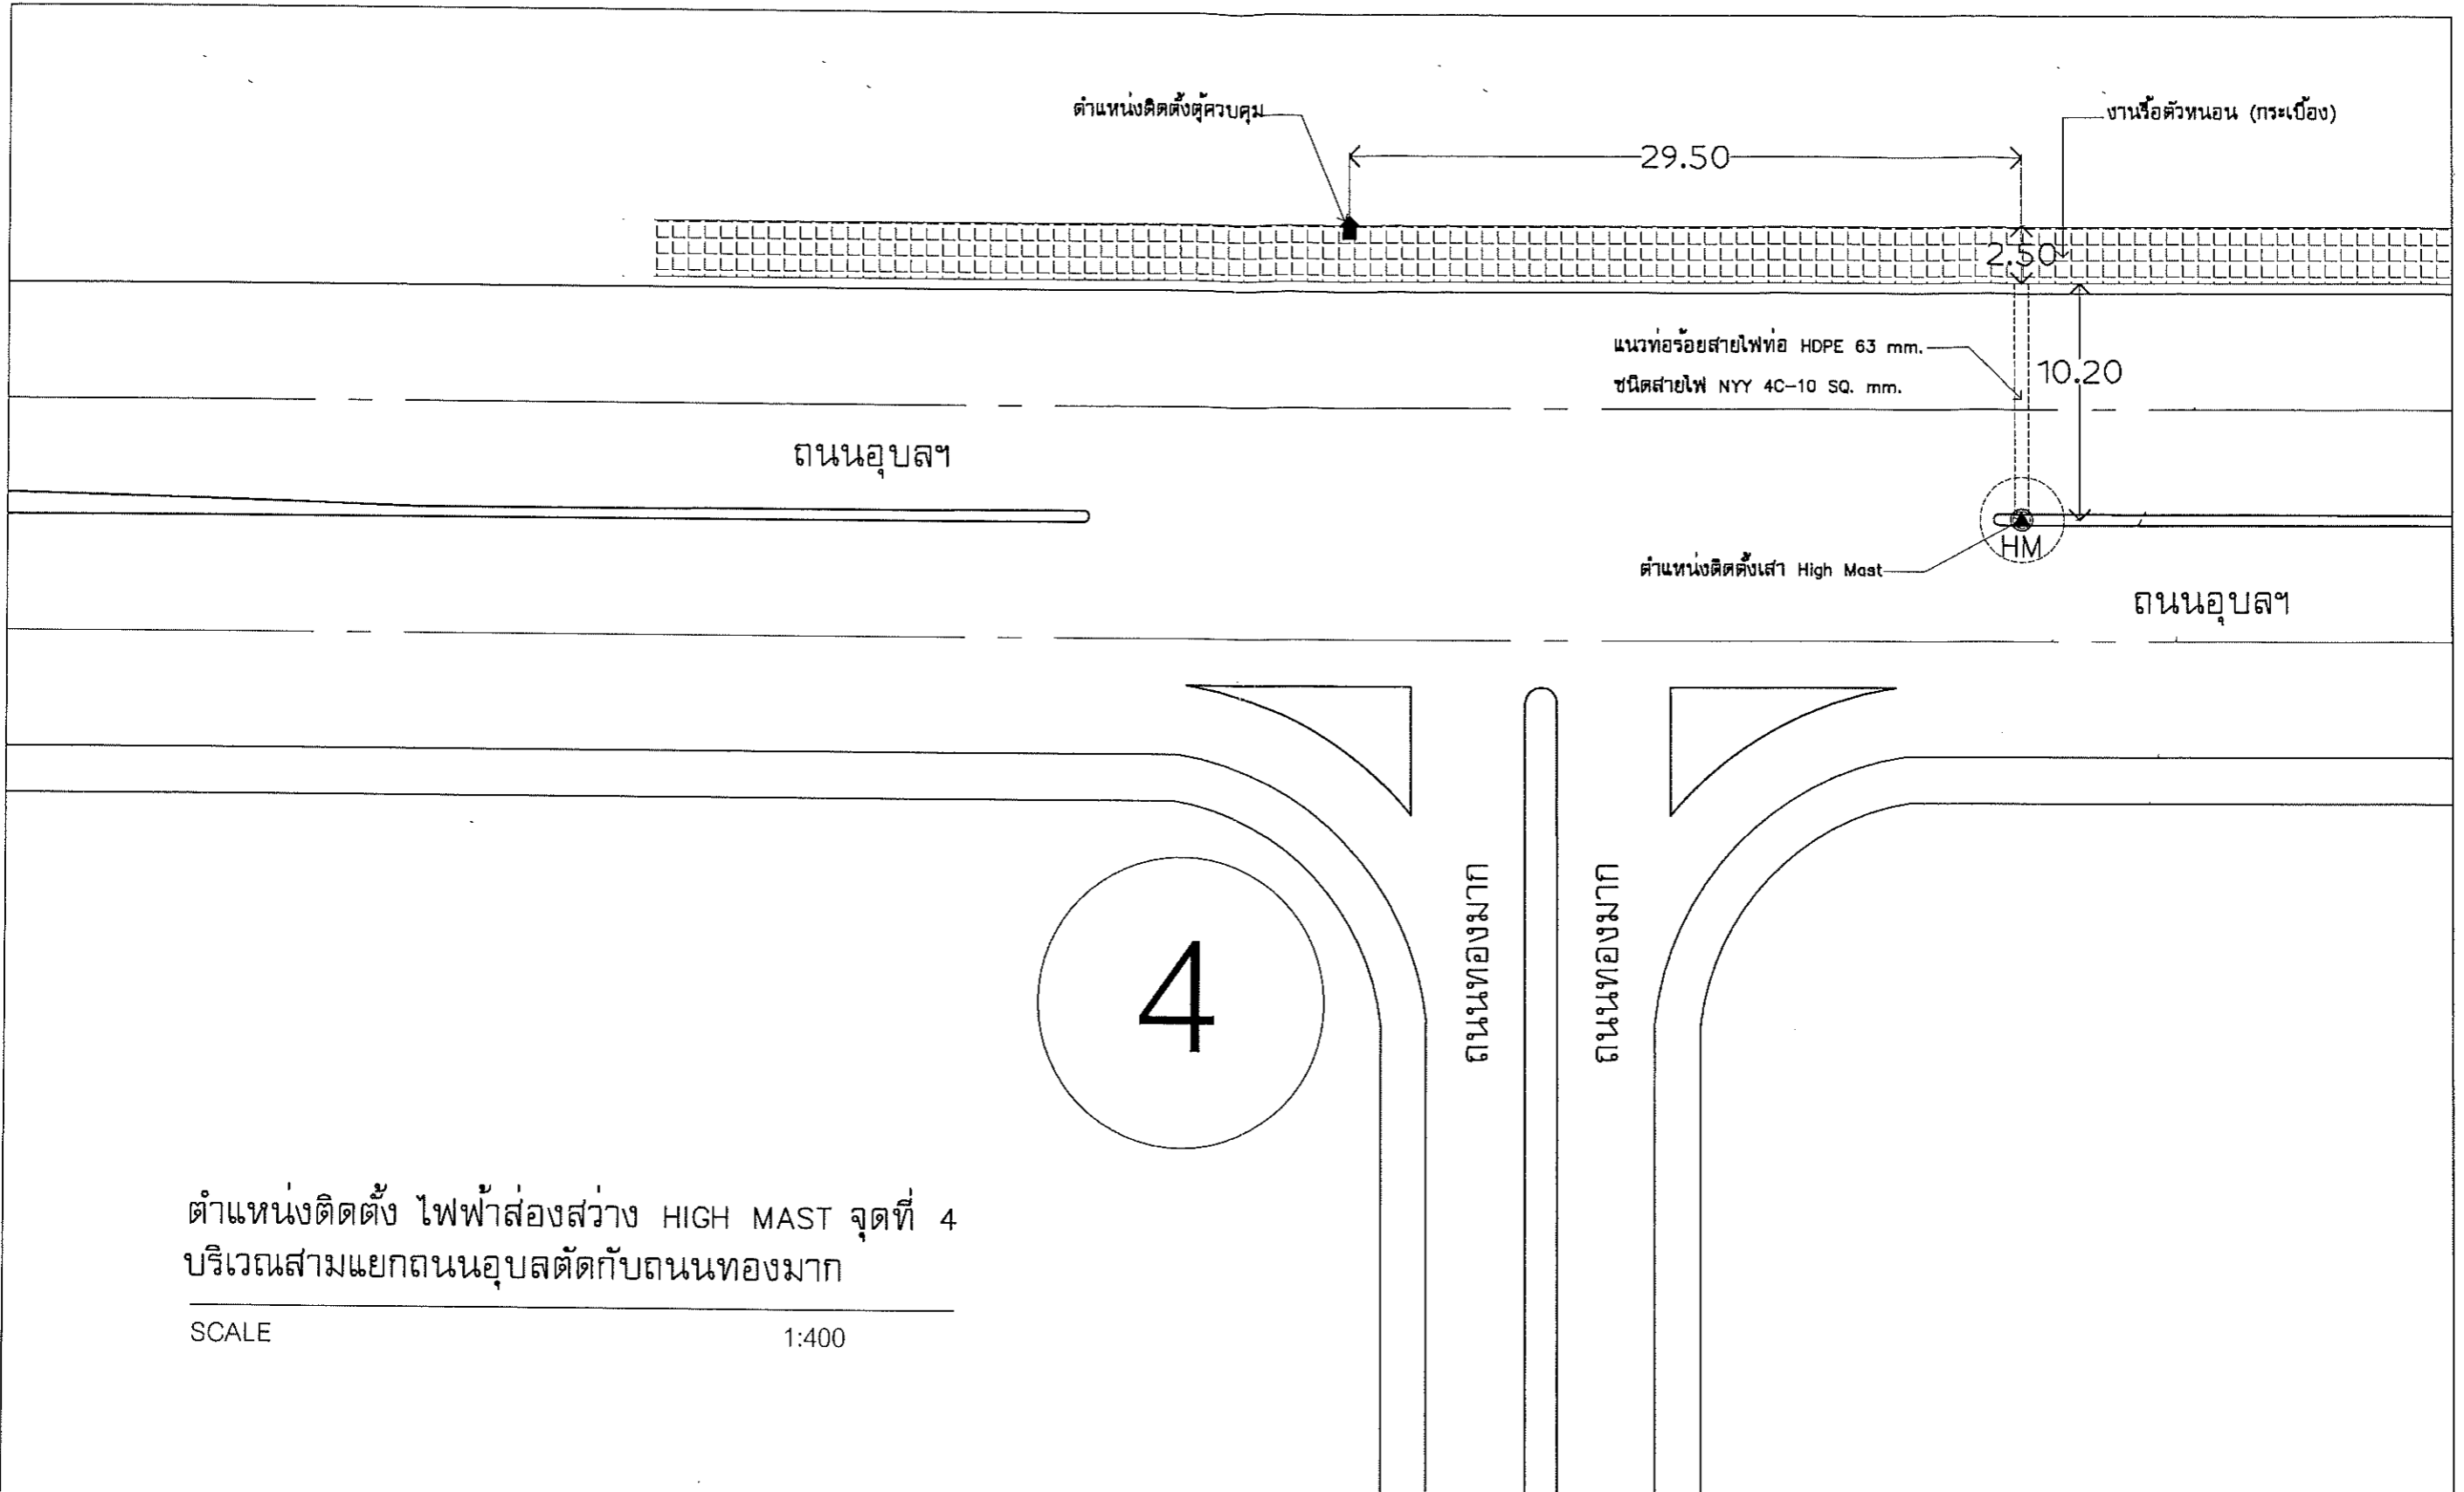 ตำแหน่งติดตั้งตู้ควบคุม
งานรื้อตัวหนอน (กระเบื้อง)
29.50
2.50
แนวท่อร้อยสายไฟท่อ HDPE 63 mm.
ชนิดสายไฟ NYY 4C-10 SQ. mm.
10.20
ถนนอุบลฯ
HM
ตำแหน่งติดตั้งเสา High Mast
ถนนอุบลฯ
ถนนทองมาก
ถนนทองมาก
4
ตำแหน่งติดตั้ง ไฟฟ้าส่องสว่าง HIGH MAST จุดที่ 4
บริเวณสามแยกถนนอุบลตัดกับถนนทองมาก
SCALE 1:400